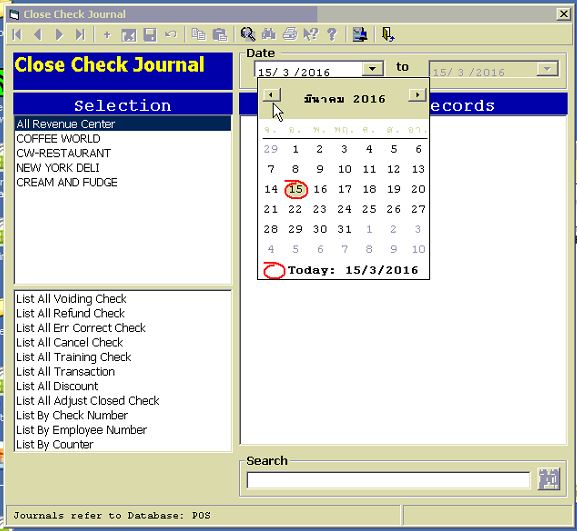 Close Check Journal
Close Check Journal
Date
15/ 3 /2016 to 15/ 3 /2016
Selection
ecords
มีนาคม 2016
จ. อ. พ. พฤ. ศ. ส. อา.
29 1 2 3 4 5 6
7 8 9 10 11 12 13
14 15 16 17 18 19 20
21 22 23 24 25 26 27
28 29 30 31 1 2 3
4 5 6 7 8 9 10
Today: 15/3/2016
All Revenue Center
COFFEE WORLD
CW-RESTAURANT
NEW YORK DELI
CREAM AND FUDGE
List All Voiding Check
List All Refund Check
List All Err Correct Check
List All Cancel Check
List All Training Check
List All Transaction
List All Discount
List All Adjust Closed Check
List By Check Number
List By Employee Number
List By Counter
Search
Journals refer to Database: POS